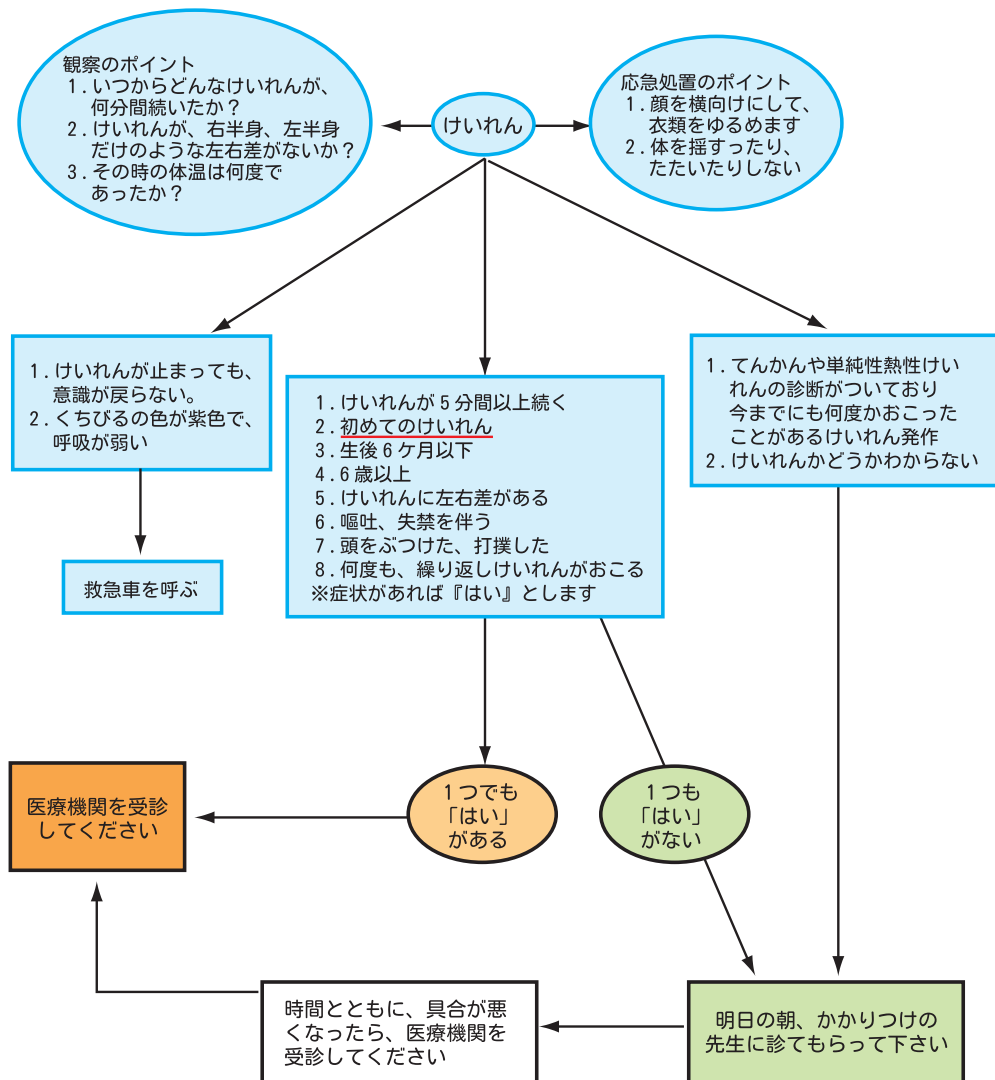 観察のポイント
1.いつからどんなけいれんが、
何分間続いたか？
2.けいれんが、右半身、左半身
だけのような左右差がないか？
3.その時の体温は何度で
あったか？
けいれん
応急処置のポイント
1.顔を横向けにして、
衣類をゆるめます
2.体を揺すったり、
たたいたりしない
1.けいれんが止まっても、
意識が戻らない。
2.くちびるの色が紫色で、
呼吸が弱い
救急車を呼ぶ
1.けいれんが5分間以上続く
2.初めてのけいれん
3.生後6ケ月以下
4.6歳以上
5.けいれんに左右差がある
6.嘔吐、失禁を伴う
7.頭をぶつけた、打撲した
8.何度も、繰り返しけいれんがおこる
※症状があれば『はい』とします
1.てんかんや単純性熱性けい
れんの診断がついており
今までにも何度かおこった
ことがあるけいれん発作
2.けいれんかどうかわからない
1つでも
「はい」
がある
1つも
「はい」
がない
医療機関を受診
してください
時間とともに、具合が悪
くなったら、医療機関を
受診してください
明日の朝、かかりつけの
先生に診てもらって下さい